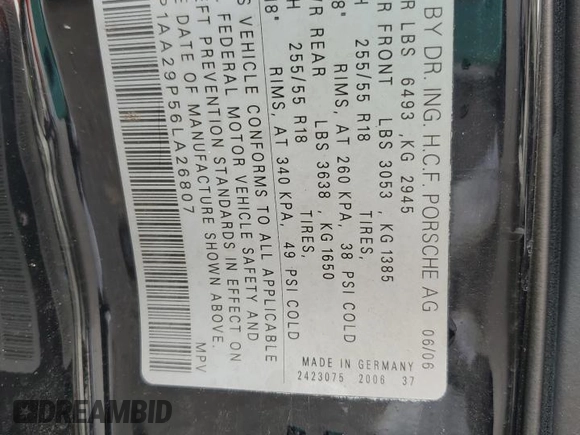 BY DR. ING. H.C.F. PORSCHE AG 06/06
R LBS 6493 ,KG 2945
R FRONT LBS 3053 , KG 1385
H 255/55 R18 TIRES,
J8" RIMS, AT 260 KPA, 38 PSI COLD
R REAR LBS 3638 , KG 1650
H 255/55 R18 TIRES,
J8" RIMS, AT 340 KPA, 49 PSI COLD
S VEHICLE CONFORMS TO ALL APPLICABLE
FEDERAL MOTOR VEHICLE SAFETY AND
EFT PREVENTION STANDARDS IN EFFECT ON
E DATE OF MANUFACTURE SHOWN ABOVE.
P1AA29P56LA26807 MPV
MADE IN GERMANY
2423075 2006 37
DREAMBID